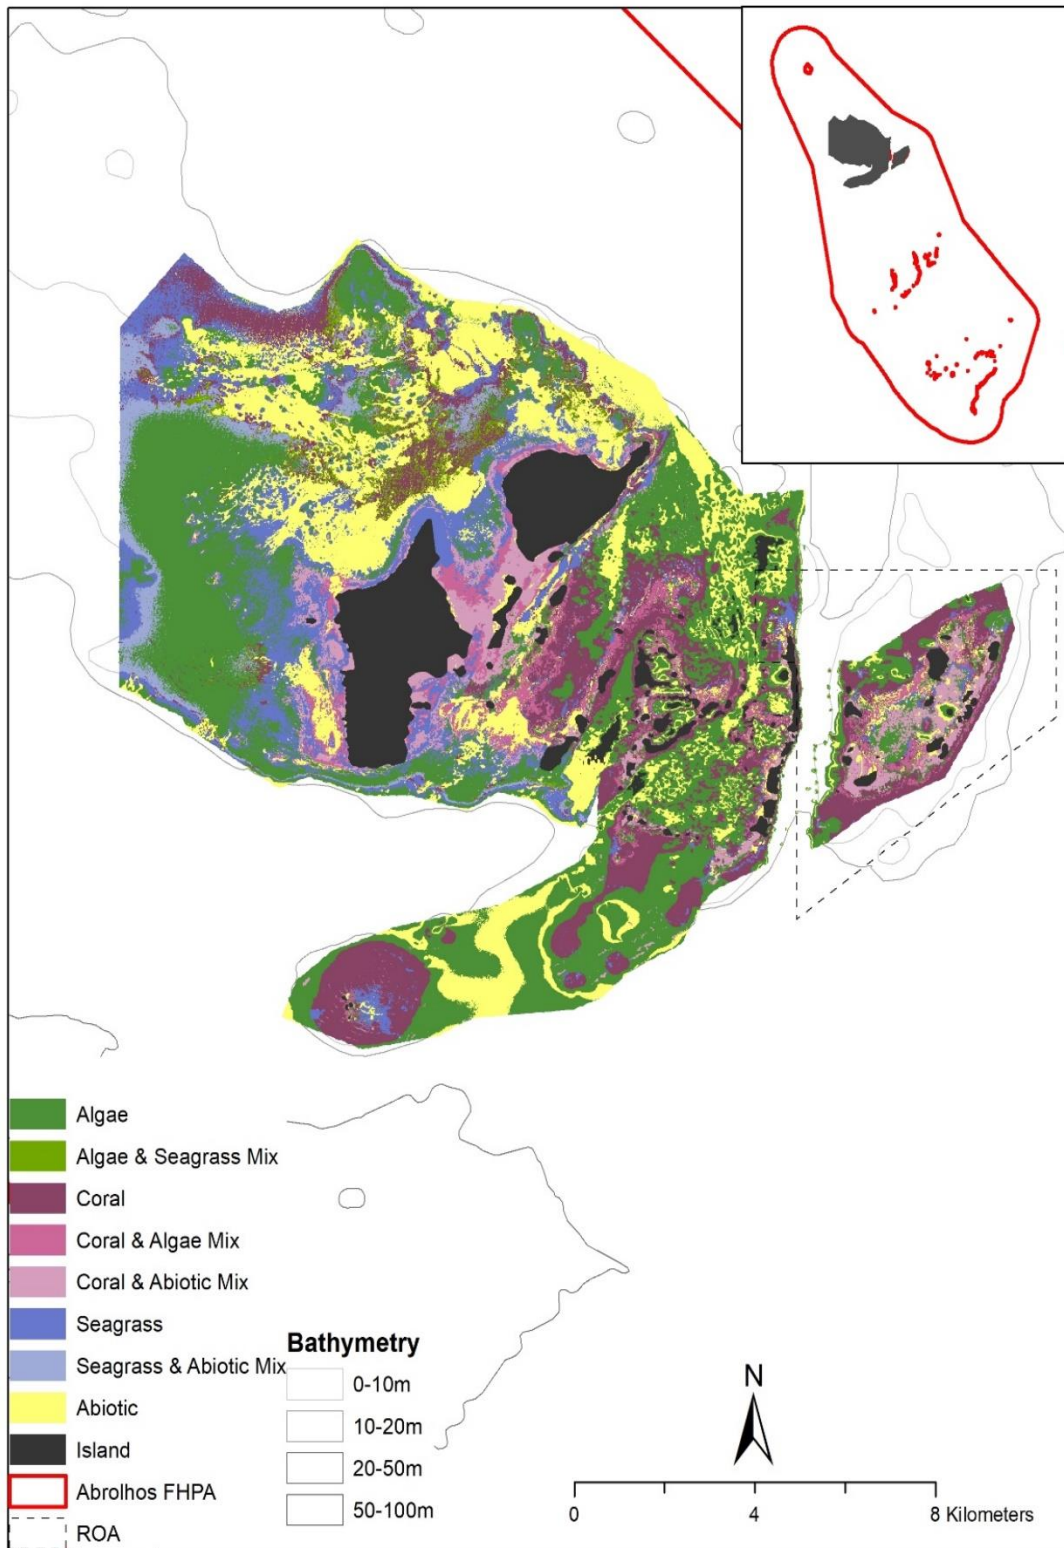 Algae
Algae & Seagrass Mix
Coral
Coral & Algae Mix
Coral & Abiotic Mix
Seagrass
Seagrass & Abiotic Mix
Abiotic
Island
Abrolhos FHPA
ROA
Bathymetry
0-10m
10-20m
20-50m
50-100m
N
0 4 8 Kilometers